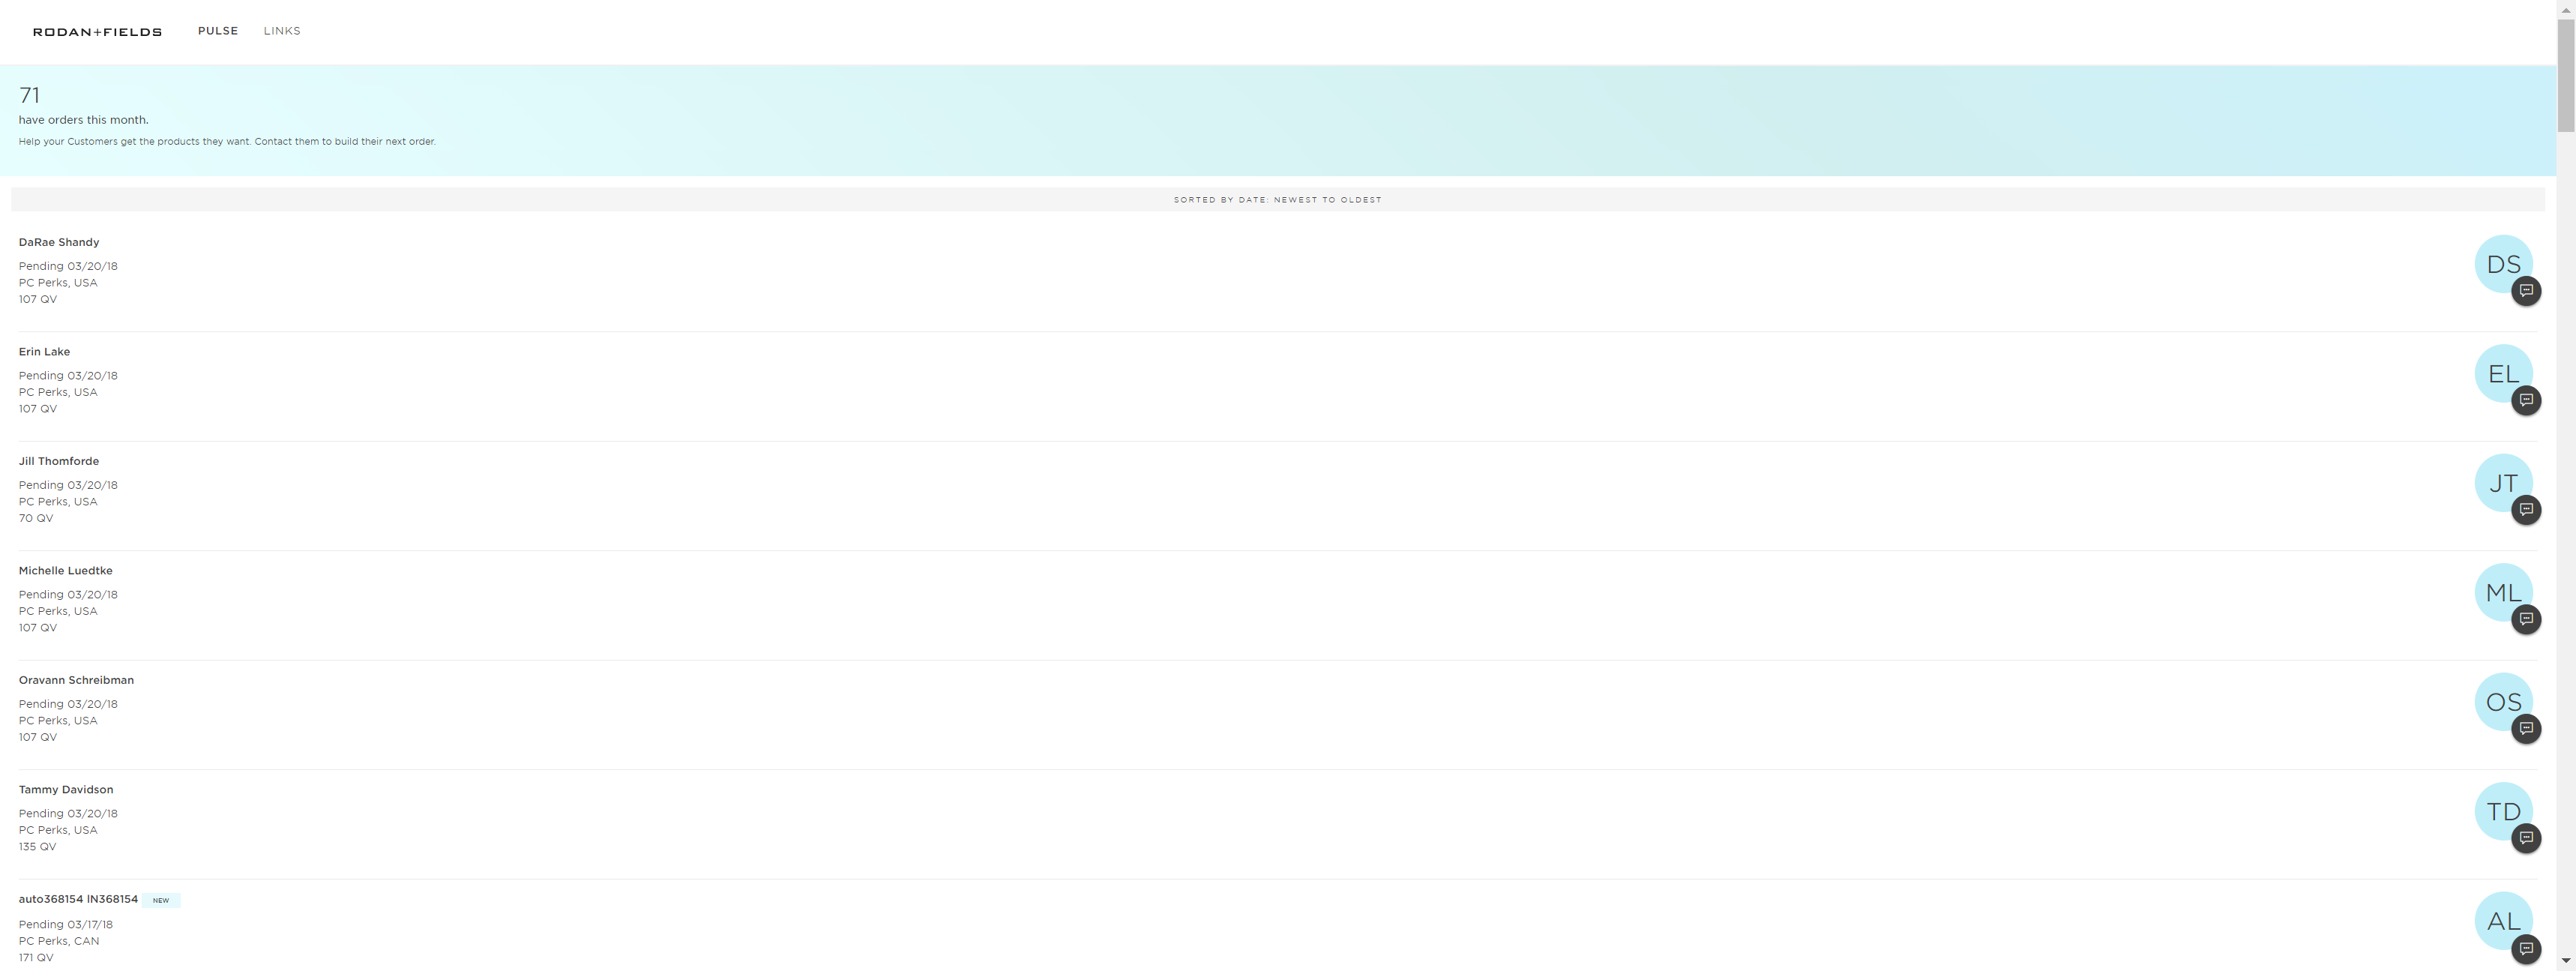 RODAN+FIELDS PULSE LINKS
71
have orders this month.
Help your Customers get the products they want. Contact them to build their next order.
SORTED BY DATE: NEWEST TO OLDEST
DaRae Shandy
Pending 03/20/18
PC Perks, USA
107 QV
DS
Erin Lake
Pending 03/20/18
PC Perks, USA
107 QV
EL
Jill Thomforde
Pending 03/20/18
PC Perks, USA
70 QV
JT
Michelle Luedtke
Pending 03/20/18
PC Perks, USA
107 QV
ML
Oravann Schreibman
Pending 03/20/18
PC Perks, USA
107 QV
OS
Tammy Davidson
Pending 03/20/18
PC Perks, USA
135 QV
TD
auto368154 IN368154 NEW
Pending 03/17/18
PC Perks, CAN
171 QV
AL